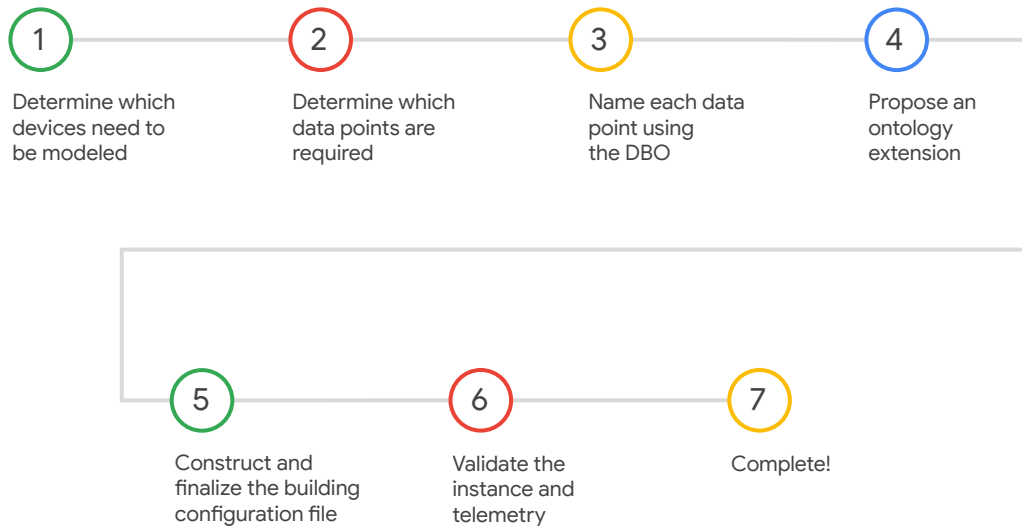 1
2
3
4
Determine which
devices need to
be modeled
Determine which
data points are
required
Name each data
point using
the DBO
Propose an
ontology
extension
5
6
7
Construct and
finalize the building
configuration file
Validate the
instance and
telemetry
Complete!